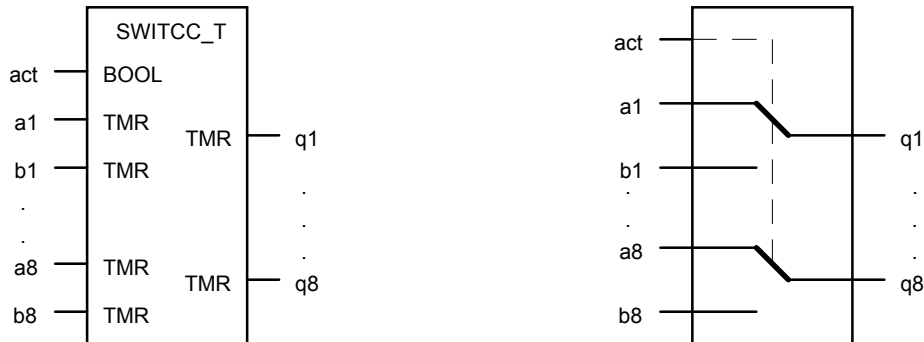 SWITCC_T
act BOOL
a1 TMR
TMR q1
b1 TMR
.
.
.
.
.
a8 TMR
TMR q8
b8 TMR
act
a1
q1
b1
.
.
.
.
.
a8
q8
b8